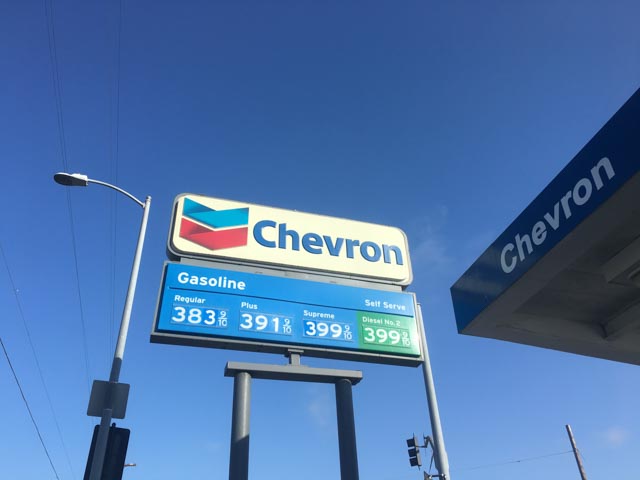 Chevron
Gasoline
Self Serve
Regular
Plus
Supreme
Diesel No. 2
383 9/10
391 9/10
399 9/10
399 9/10
Chevron